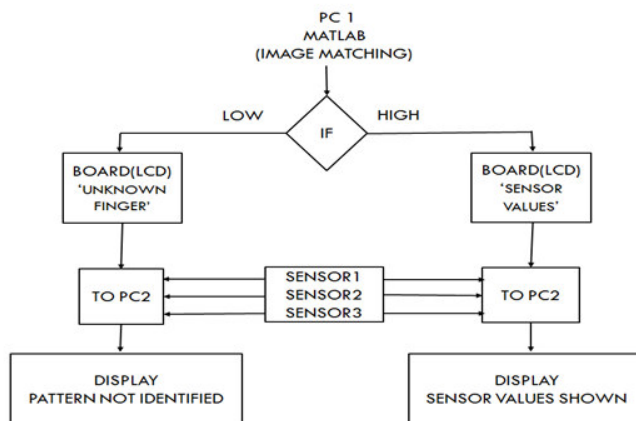 PC 1
MATLAB
(IMAGE MATCHING)
LOW
IF
HIGH
BOARD(LCD)
'UNKNOWN
FINGER'
BOARD(LCD)
'SENSOR
VALUES'
TO PC2
SENSOR1
SENSOR2
SENSOR3
TO PC2
DISPLAY
PATTERN NOT IDENTIFIED
DISPLAY
SENSOR VALUES SHOWN